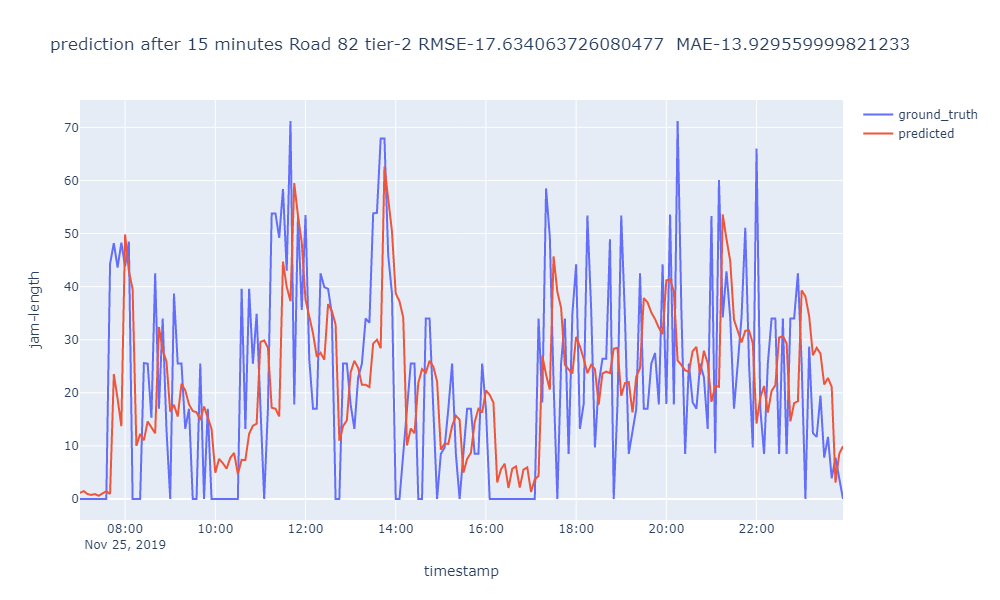 prediction after 15 minutes Road 82 tier-2 RMSE-17.634063726080477  MAE-13.929559999821233
ground_truth
predicted
70
60
50
40
30
20
10
0
jam-length
08:00 10:00 12:00 14:00 16:00 18:00 20:00 22:00
Nov 25, 2019
timestamp